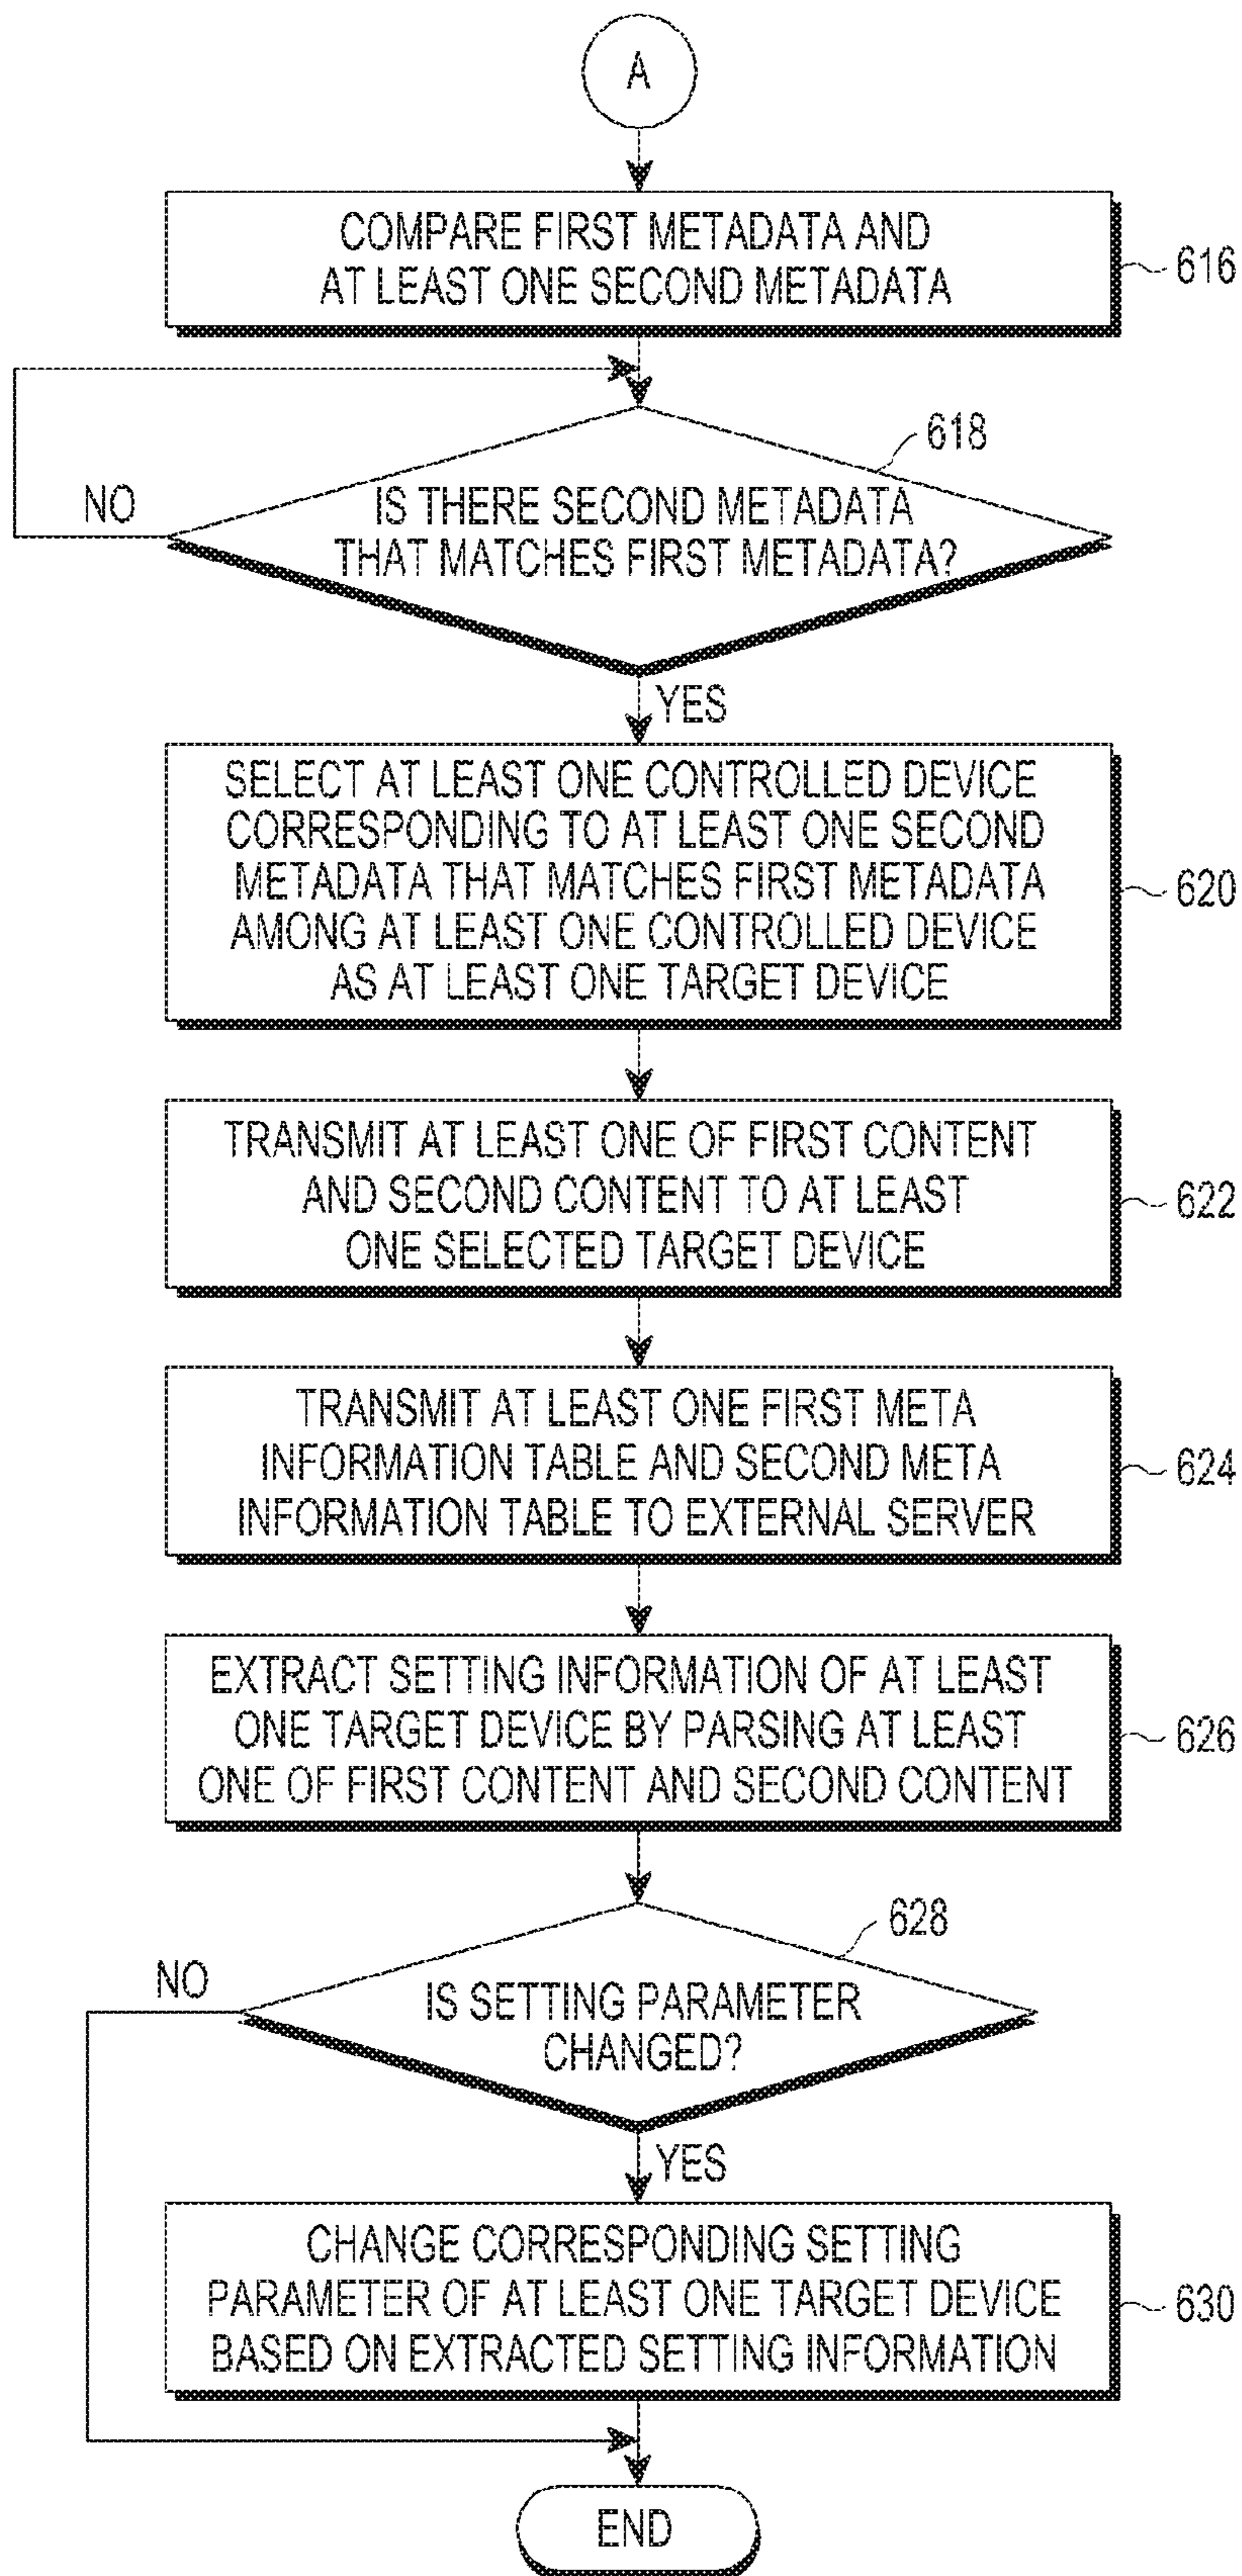 A
COMPARE FIRST METADATA AND
AT LEAST ONE SECOND METADATA
616
618
NO
IS THERE SECOND METADATA
THAT MATCHES FIRST METADATA?
YES
SELECT AT LEAST ONE CONTROLLED DEVICE
CORRESPONDING TO AT LEAST ONE SECOND
METADATA THAT MATCHES FIRST METADATA
AMONG AT LEAST ONE CONTROLLED DEVICE
AS AT LEAST ONE TARGET DEVICE
620
TRANSMIT AT LEAST ONE OF FIRST CONTENT
AND SECOND CONTENT TO AT LEAST
ONE SELECTED TARGET DEVICE
622
TRANSMIT AT LEAST ONE FIRST META
INFORMATION TABLE AND SECOND META
INFORMATION TABLE TO EXTERNAL SERVER
624
EXTRACT SETTING INFORMATION OF AT LEAST
ONE TARGET DEVICE BY PARSING AT LEAST
ONE OF FIRST CONTENT AND SECOND CONTENT
626
628
NO
IS SETTING PARAMETER
CHANGED?
YES
CHANGE CORRESPONDING SETTING
PARAMETER OF AT LEAST ONE TARGET DEVICE
BASED ON EXTRACTED SETTING INFORMATION
630
END